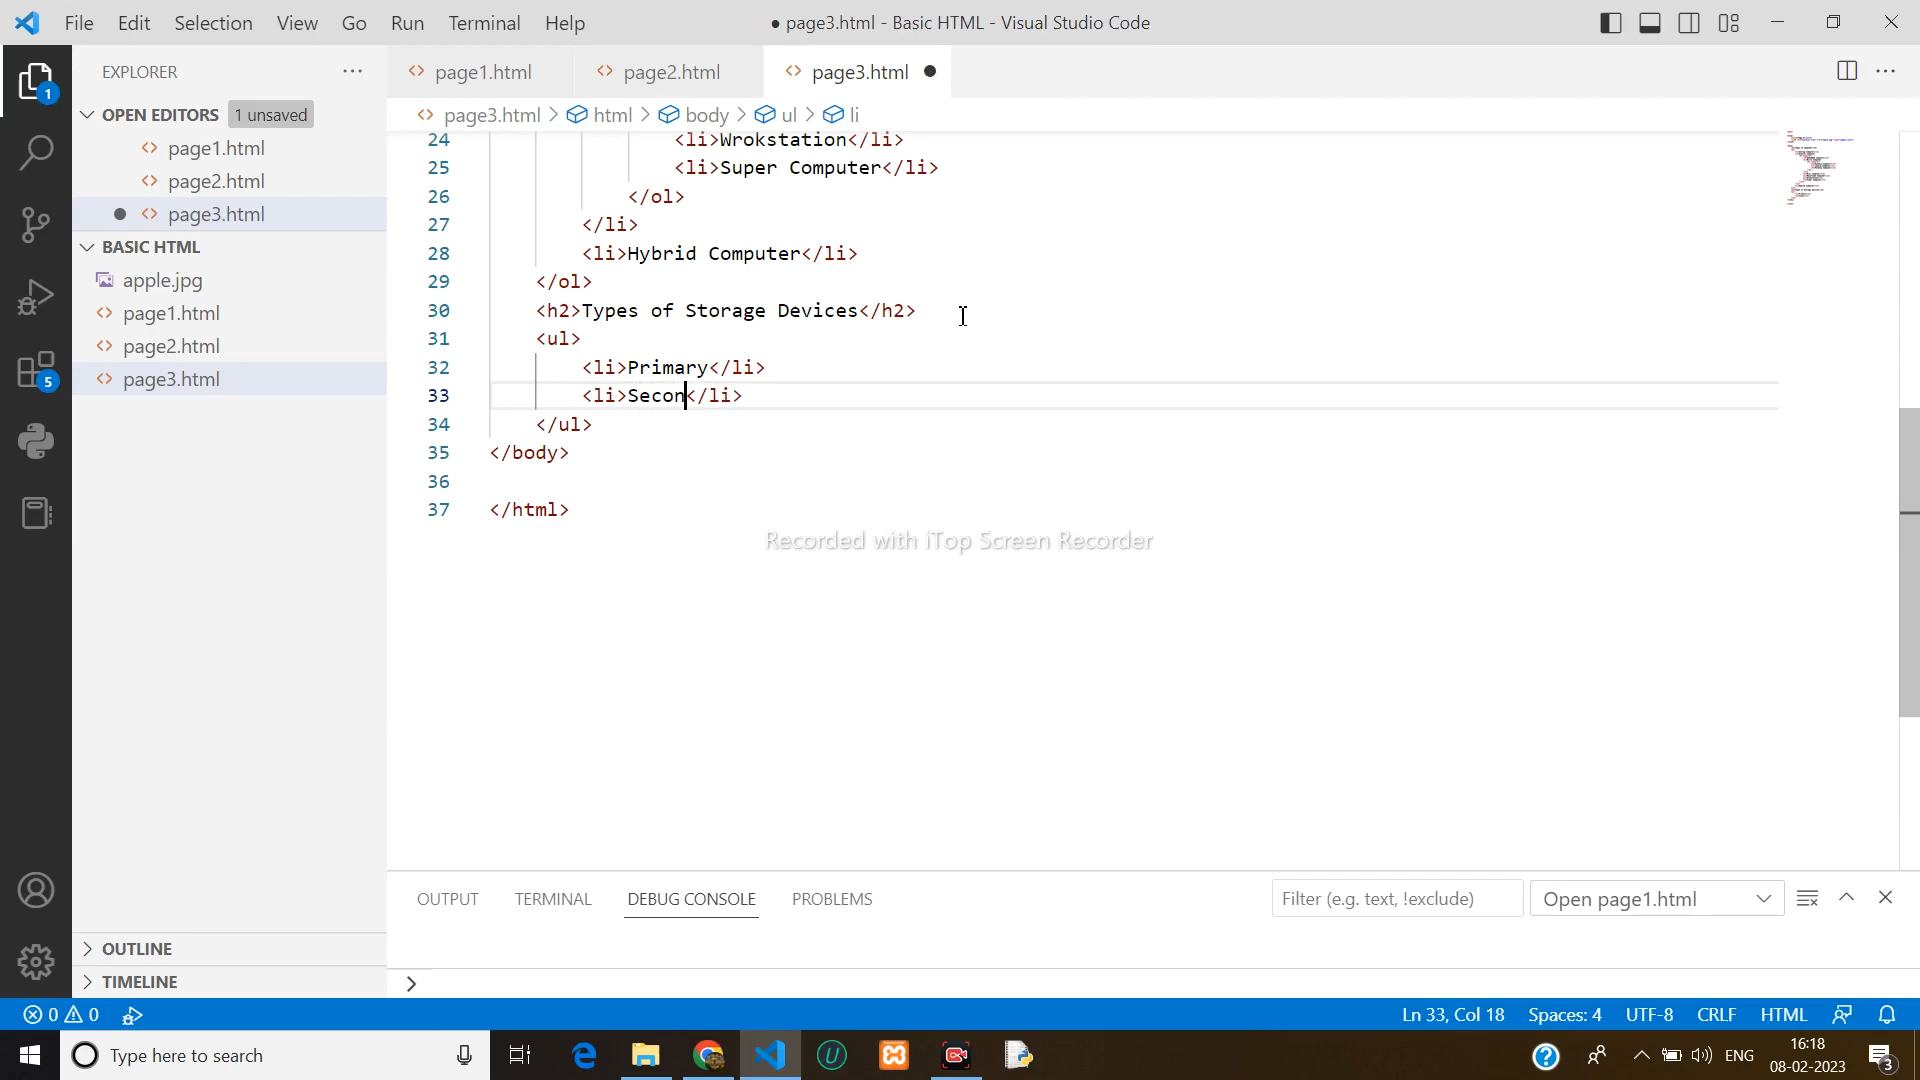 File Edit Selection View Go Run Terminal Help
● page3.html - Basic HTML - Visual Studio Code
EXPLORER
OPEN EDITORS 1 unsaved
page1.html
page2.html
page3.html
BASIC HTML
apple.jpg
page1.html
page2.html
page3.html
OUTLINE
TIMELINE
1
5
page1.html page2.html page3.html
page3.html > html > body > ul > li
24 <li>Wrokstation</li>
25 <li>Super Computer</li>
26 </ol>
27 </li>
28 <li>Hybrid Computer</li>
29 </ol>
30 <h2>Types of Storage Devices</h2>
31 <ul>
32 <li>Primary</li>
33 <li>Secon</li>
34 </ul>
35 </body>
36
37 </html>
Recorded with iTop Screen Recorder
OUTPUT TERMINAL DEBUG CONSOLE PROBLEMS
Filter (e.g. text, !exclude)
Open page1.html
0 0
Ln 33, Col 18 Spaces: 4 UTF-8 CRLF HTML
Type here to search
ENG
16:18
08-02-2023
3